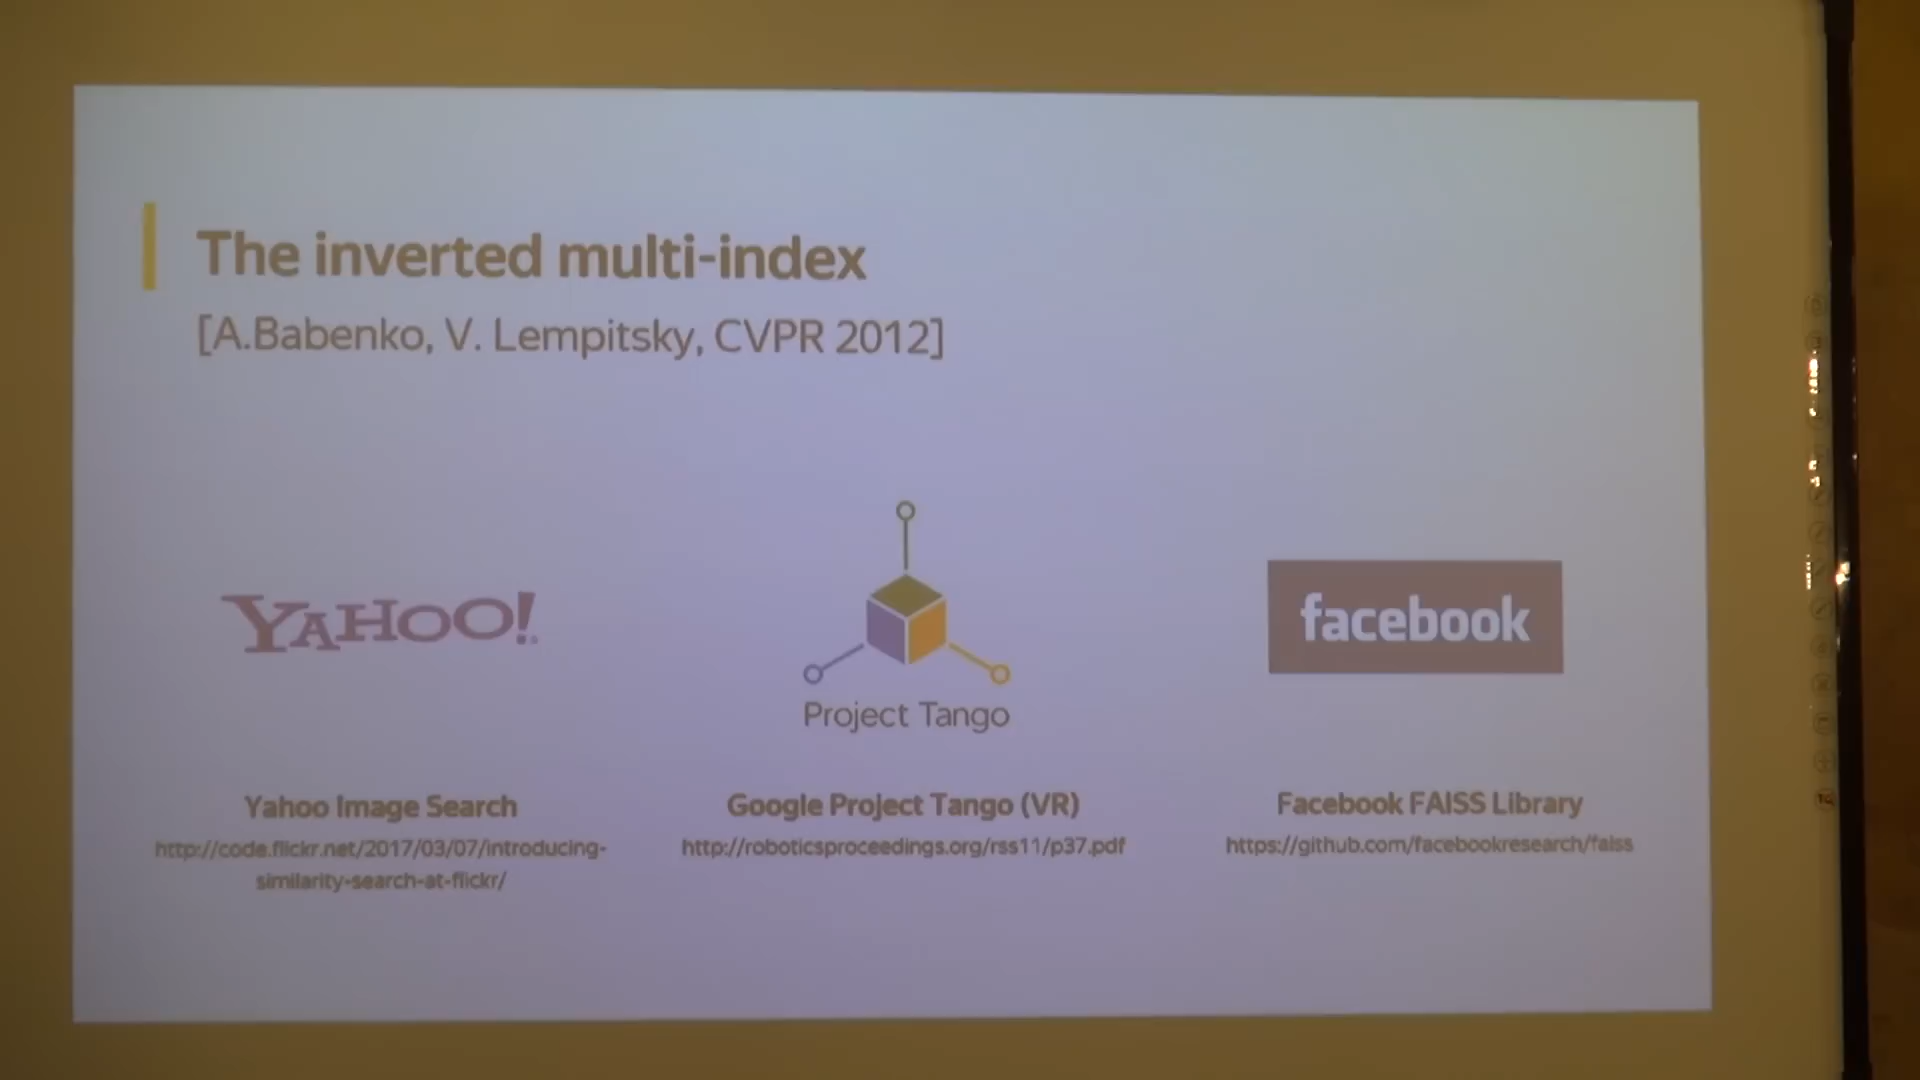 The inverted multi-index
[A.Babenko, V. Lempitsky, CVPR 2012]
YAHOO!
Project Tango
facebook
Yahoo Image Search
http://code.flickr.net/2017/03/07/introducing-
similarity-search-at-flickr/
Google Project Tango (VR)
http://roboticsproceedings.org/rss11/p37.pdf
Facebook FAISS Library
https://github.com/facebookresearch/faiss